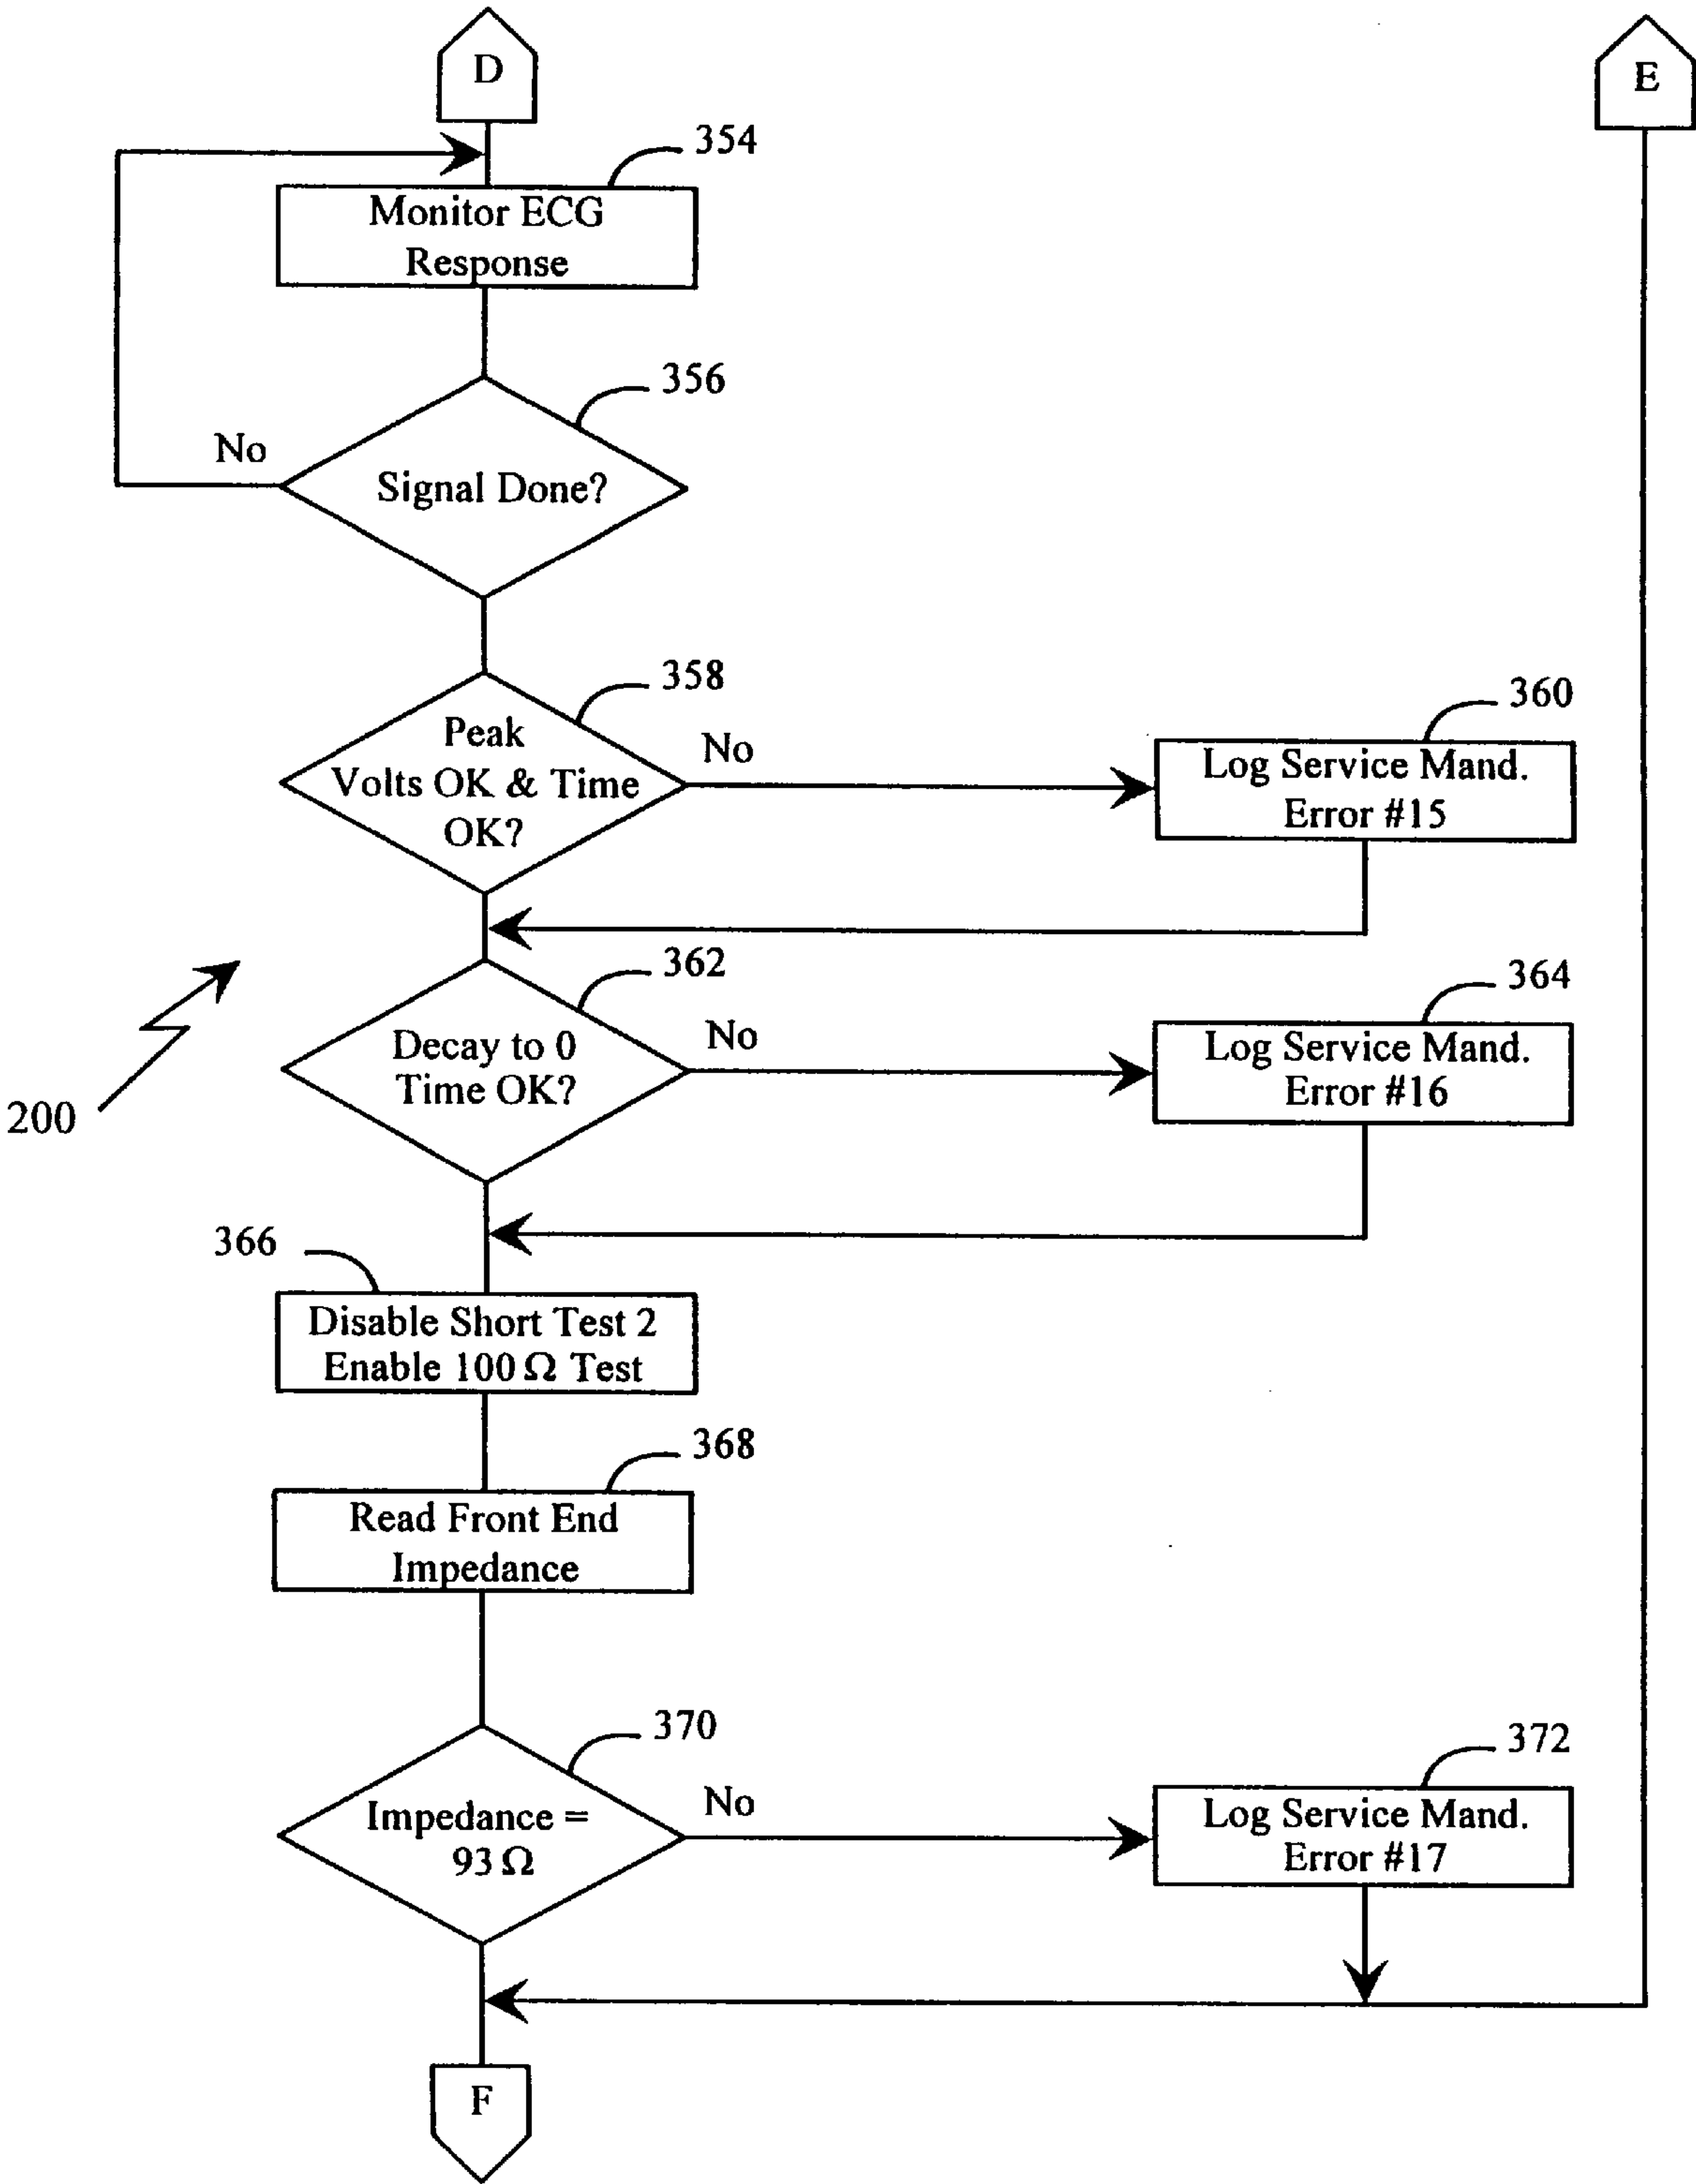 D
E
354
Monitor ECG
Response
356
No
Signal Done?
358
Peak
Volts OK & Time
OK?
No
360
Log Service Mand.
Error #15
362
Decay to 0
Time OK?
No
364
Log Service Mand.
Error #16
200
366
Disable Short Test 2
Enable 100 Ω Test
368
Read Front End
Impedance
370
Impedance =
93 Ω
No
372
Log Service Mand.
Error #17
F